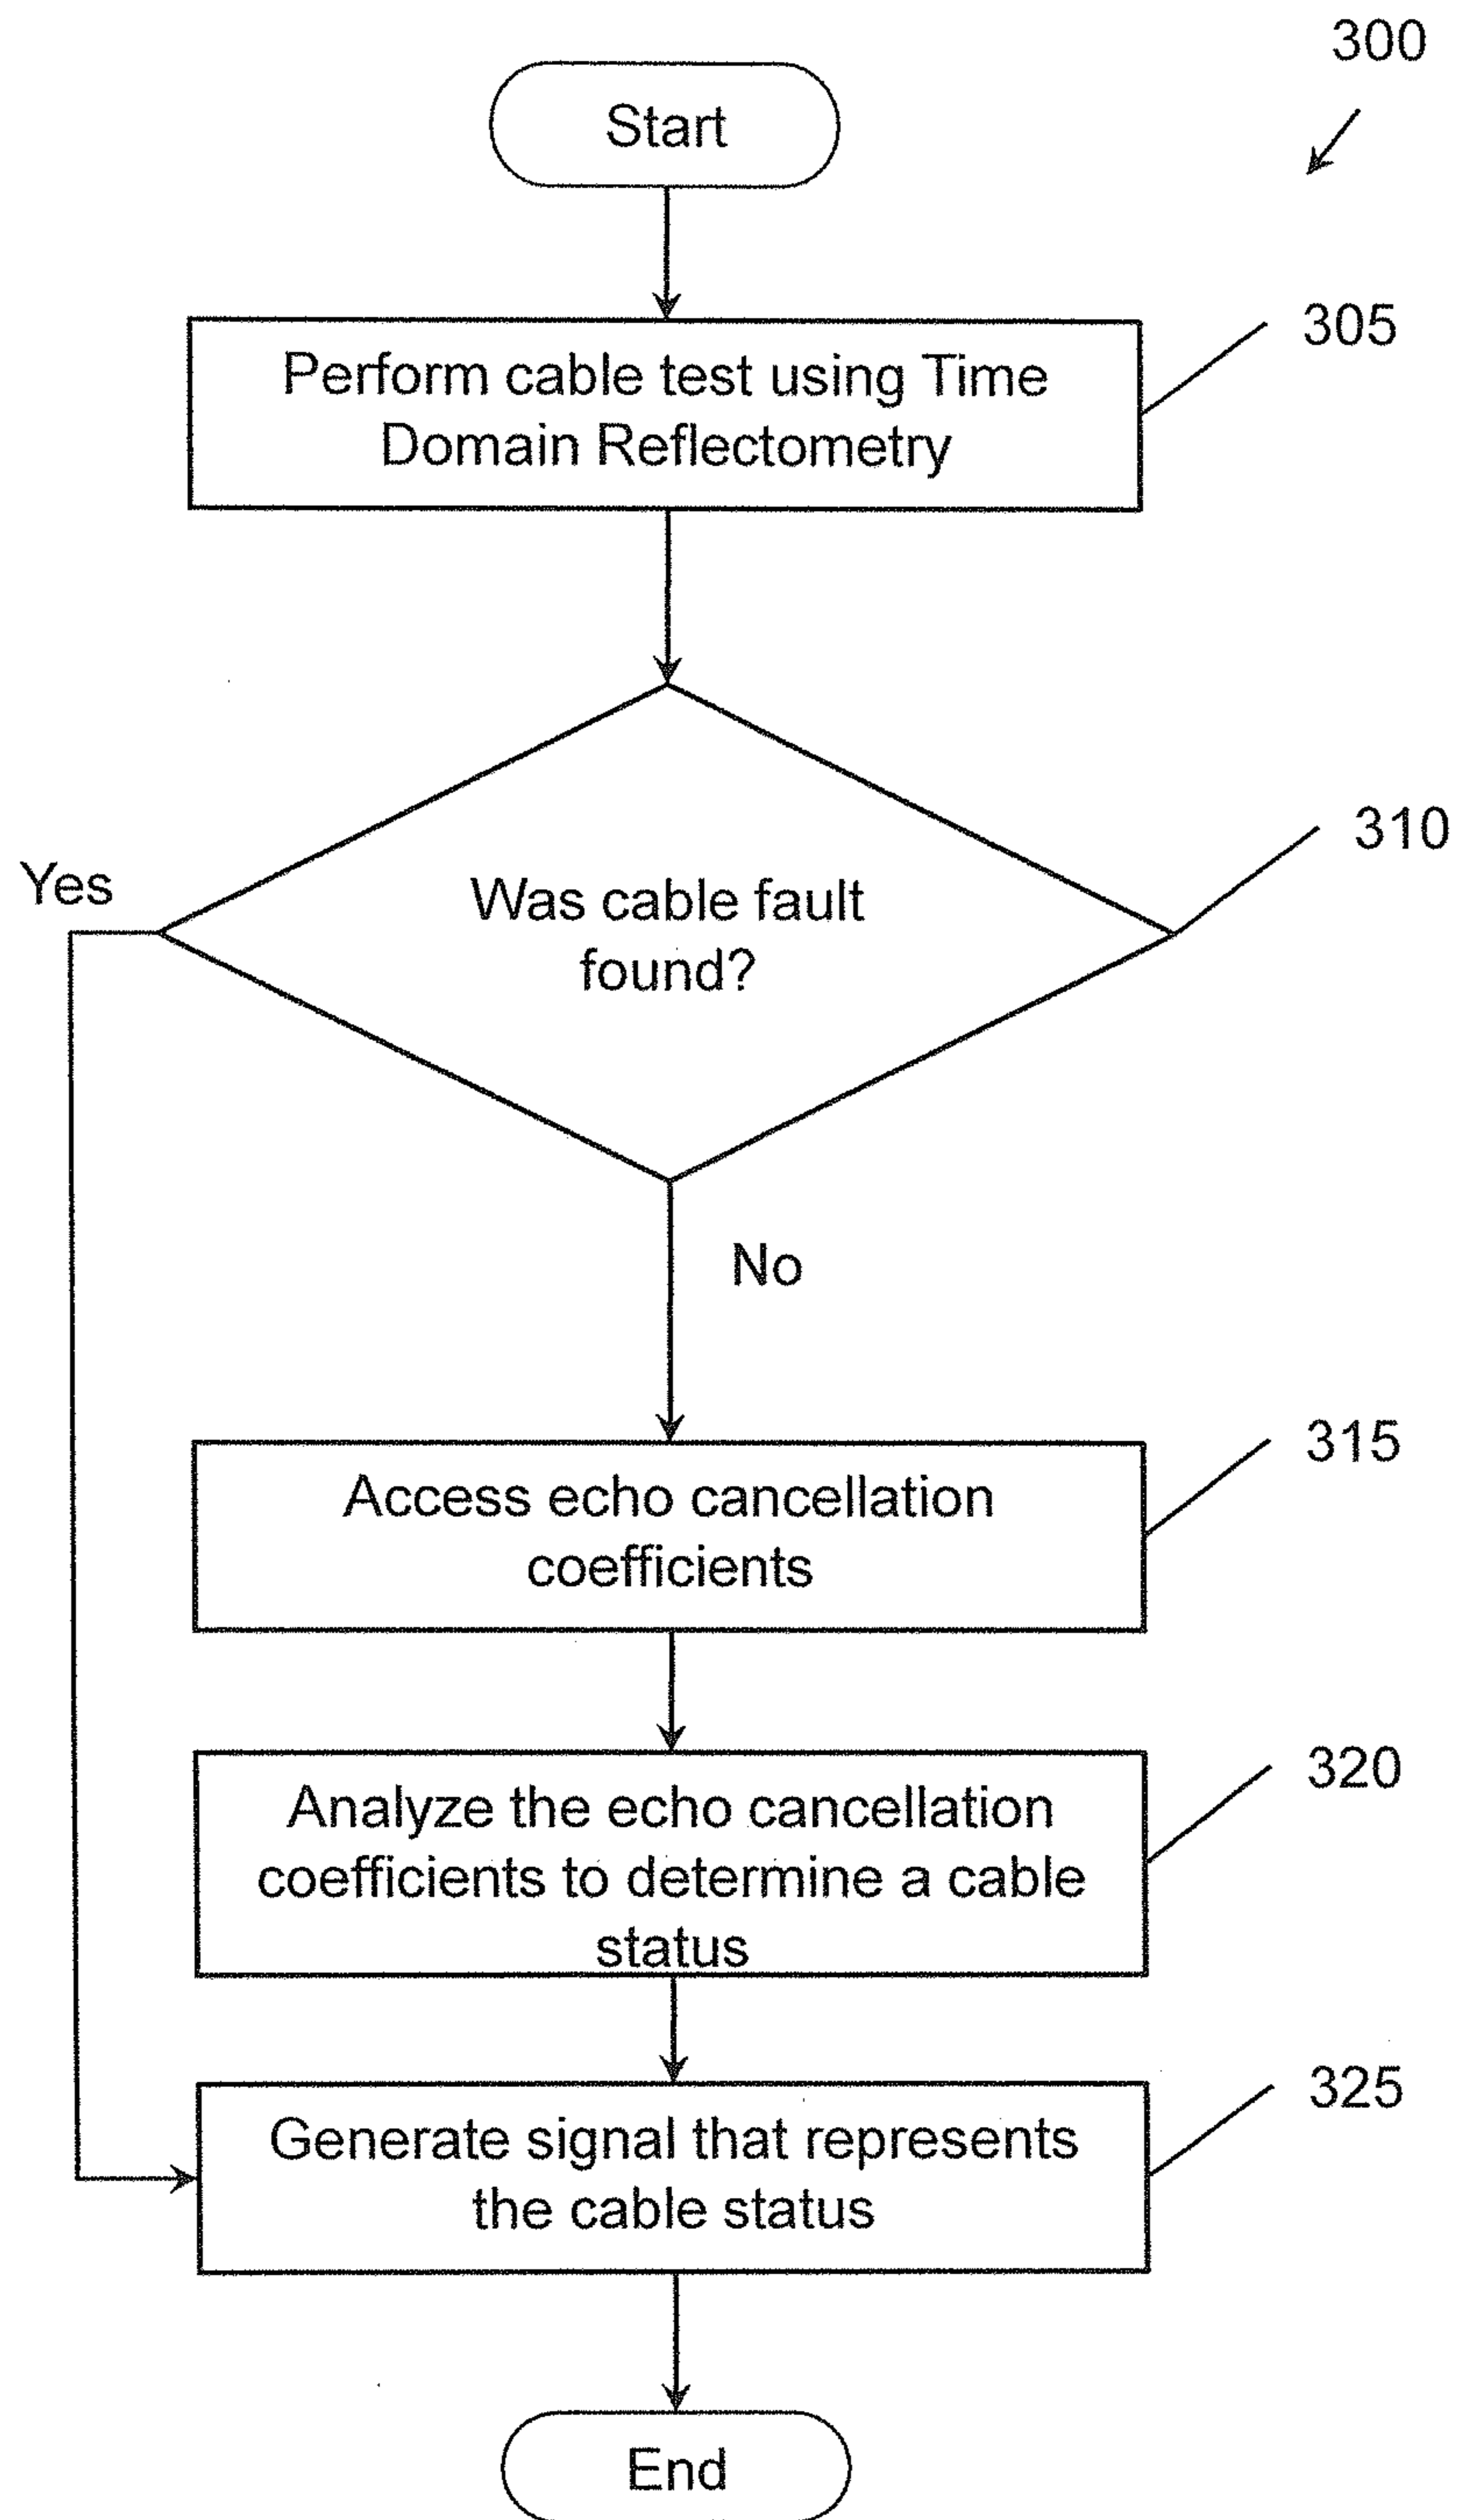 300
Start
305
Perform cable test using Time
Domain Reflectometry
310
Yes
Was cable fault
found?
No
315
Access echo cancellation
coefficients
320
Analyze the echo cancellation
coefficients to determine a cable
status
325
Generate signal that represents
the cable status
End